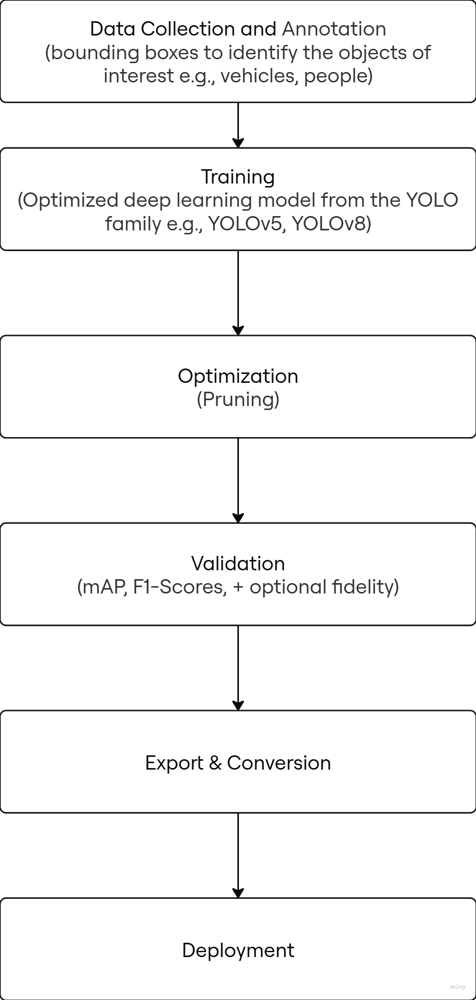 Data Collection and Annotation
(bounding boxes to identify the objects of
interest e.g., vehicles, people)
Training
(Optimized deep learning model from the YOLO
family e.g., YOLOv5, YOLOv8)
Optimization
(Pruning)
Validation
(mAP, F1-Scores, + optional fidelity)
Export & Conversion
Deployment
miro